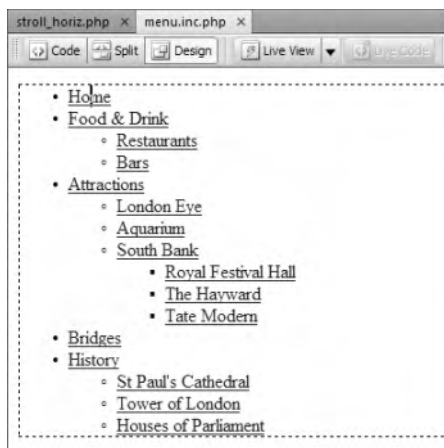 stroll_horiz.php × menu.inc.php ×
Code Split Design Live View Live Code
• Home
• Food & Drink
◦ Restaurants
◦ Bars
• Attractions
◦ London Eye
◦ Aquarium
◦ South Bank
▪ Royal Festival Hall
▪ The Hayward
▪ Tate Modern
• Bridges
• History
◦ St Paul's Cathedral
◦ Tower of London
◦ Houses of Parliament